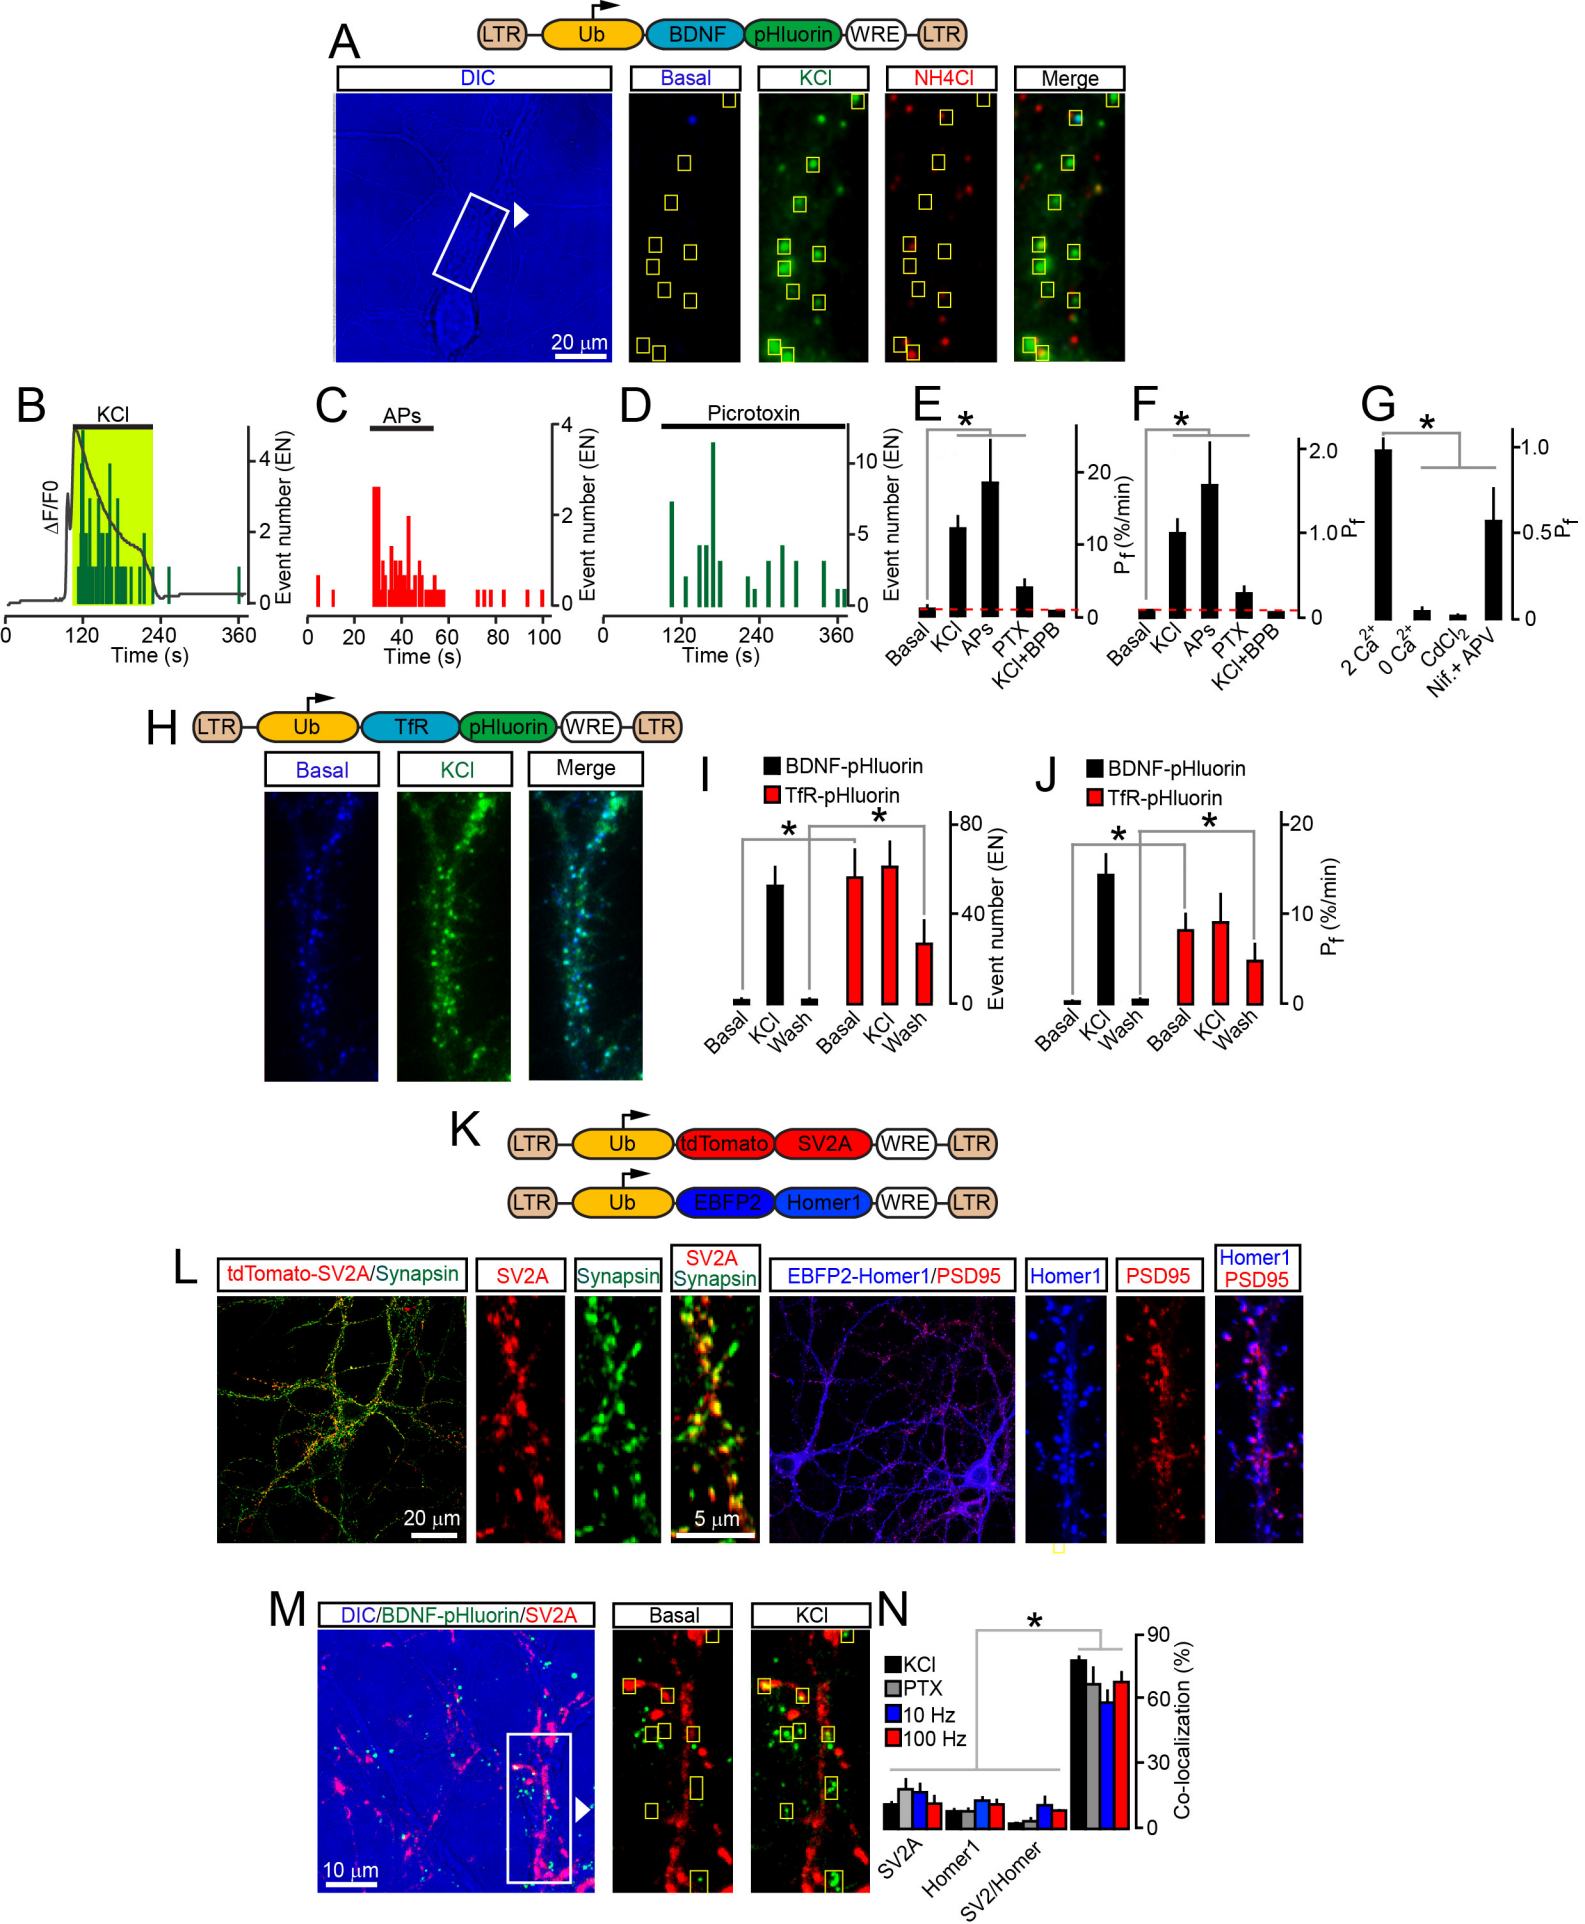 A
LTR Ub BDNF pHluorin WRE LTR
DIC Basal KCl NH4Cl Merge
20 μm
B
KCl
ΔF/F0
4
2
0
Event number (EN)
0 120 240 360
Time (s)
C
APs
4
2
0
Event number (EN)
0 20 40 60 80 100
Time (s)
D
Picrotoxin
10
5
0
Event number (EN)
0 120 240 360
Time (s)
E
*
20
10
0
Pf (%/min)
Basal KCl APs PTX KCl+BPB
F
*
2.0
1.0
0
Pf
Basal KCl APs PTX KCl+BPB
G
*
1.0
0.5
0
Pf
2 Ca2+ 0 Ca2+ CdCl2 Nif.+ APV
H
LTR Ub TfR pHluorin WRE LTR
Basal KCl Merge
I
BDNF-pHluorin
TfR-pHluorin
* *
80
40
0
Event number (EN)
Basal KCl Wash Basal KCl Wash
J
BDNF-pHluorin
TfR-pHluorin
* *
20
10
0
Pf (%/min)
Basal KCl Wash Basal KCl Wash
K
LTR Ub tdTomato SV2A WRE LTR
LTR Ub EBFP2 Homer1 WRE LTR
L
tdTomato-SV2A/Synapsin SV2A Synapsin SV2A
Synapsin
EBFP2-Homer1/PSD95 Homer1 PSD95 Homer1
PSD95
20 μm
5 μm
M
DIC/BDNF-pHluorin/SV2A Basal KCl
10 μm
N
*
KCl
PTX
10 Hz
100 Hz
90
60
30
0
Co-localization (%)
SV2A Homer1 SV2/Homer